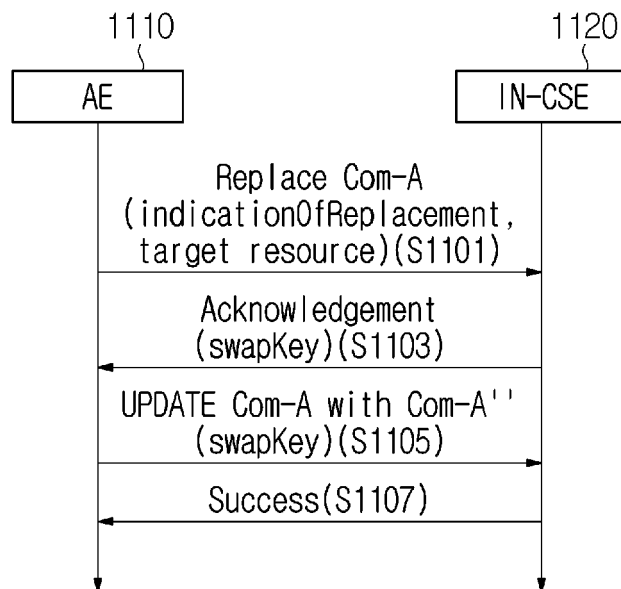 1110
1120
AE
IN-CSE
Replace Com-A
(indicationOfReplacement,
target resource)(S1101)
Acknowledgement
(swapKey)(S1103)
UPDATE Com-A with Com-A''
(swapKey)(S1105)
Success(S1107)